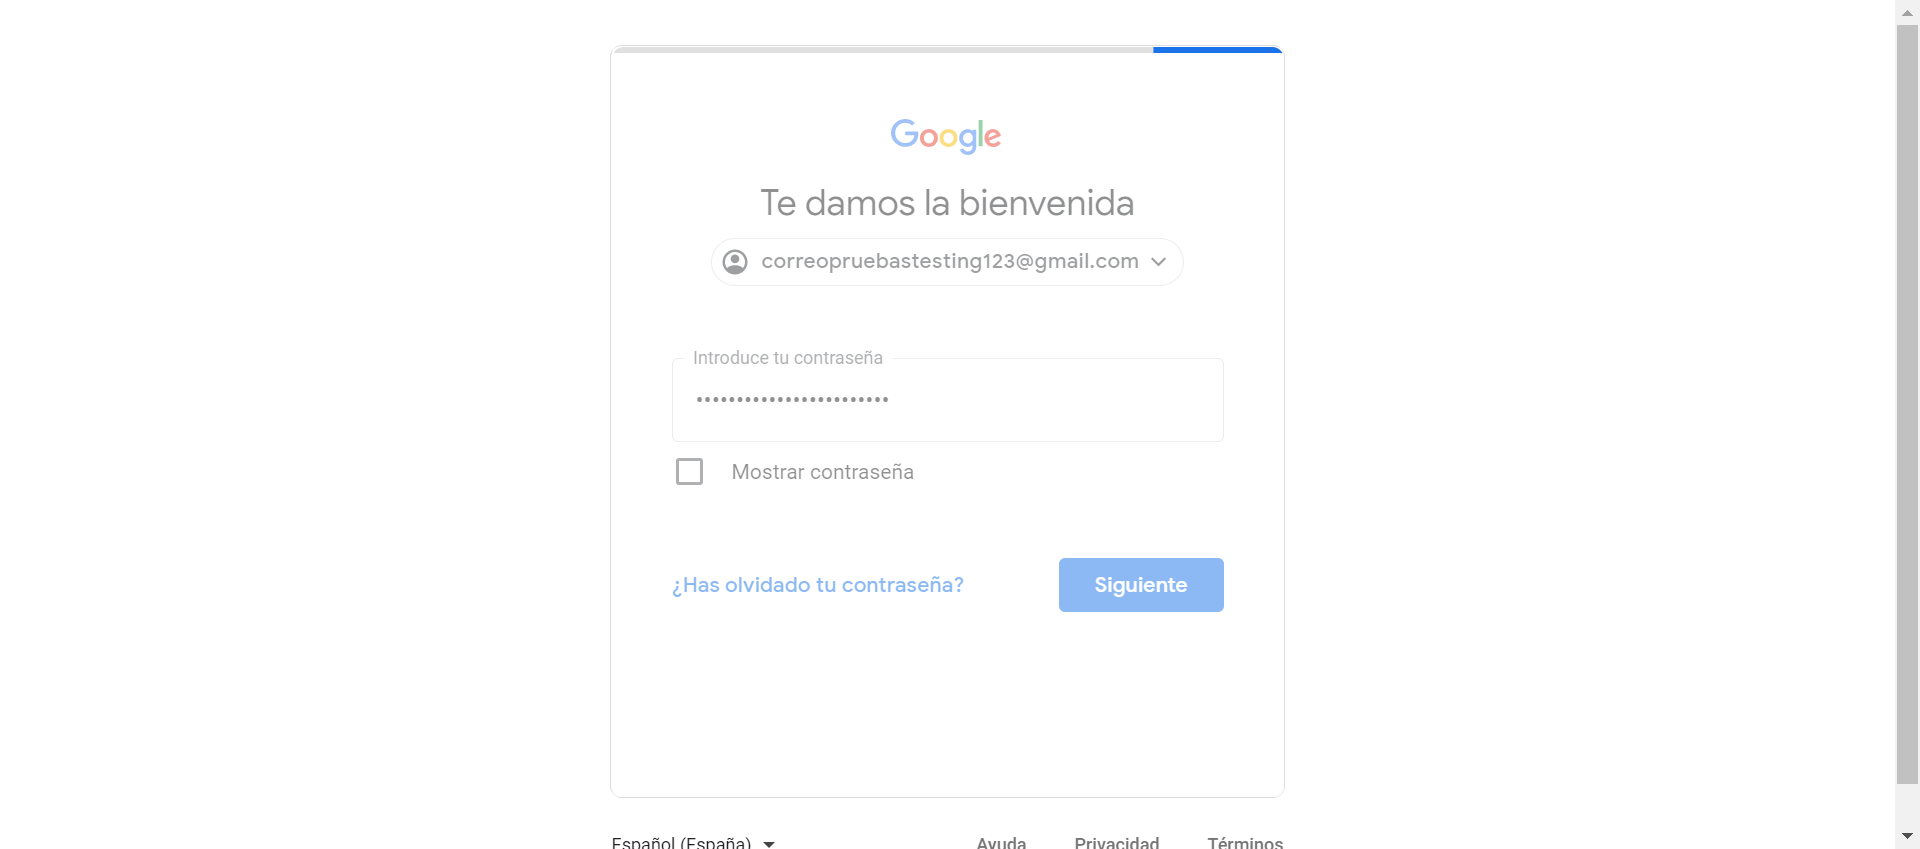 Google
Te damos la bienvenida
correopruebastesting123@gmail.com
Introduce tu contraseña
••••••••••••••••••••••••
Mostrar contraseña
¿Has olvidado tu contraseña?
Siguiente
Español (España)
Ayuda
Privacidad
Términos